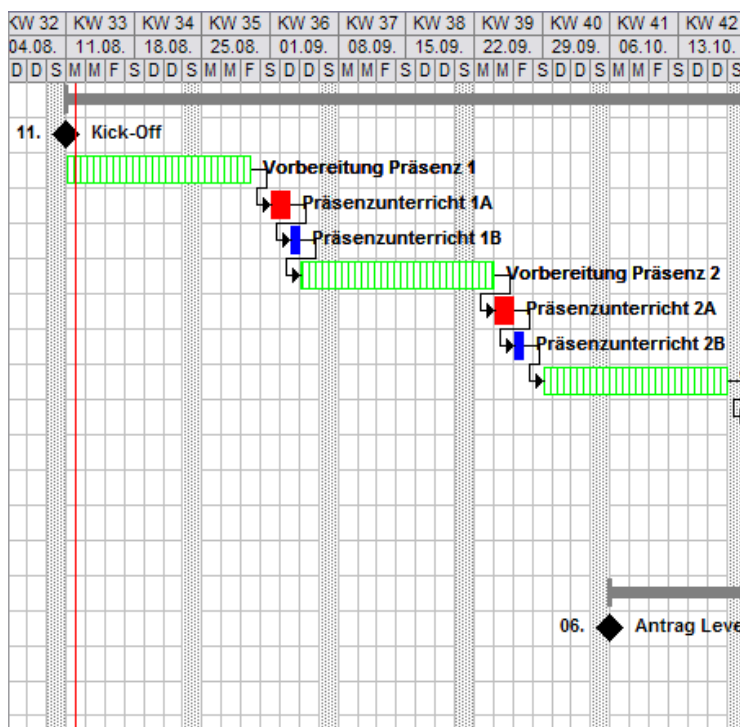 KW 32 KW 33 KW 34 KW 35 KW 36 KW 37 KW 38 KW 39 KW 40 KW 41 KW 42
04.08. 11.08. 18.08. 25.08. 01.09. 08.09. 15.09. 22.09. 29.09. 06.10. 13.10.
D D S M M F S D D S M M F S D D S M M F S D D S M M F S D D S M M F S D D S
11. Kick-Off
Vorbereitung Präsenz 1
Präsenzunterricht 1A
Präsenzunterricht 1B
Vorbereitung Präsenz 2
Präsenzunterricht 2A
Präsenzunterricht 2B
06. Antrag Leve